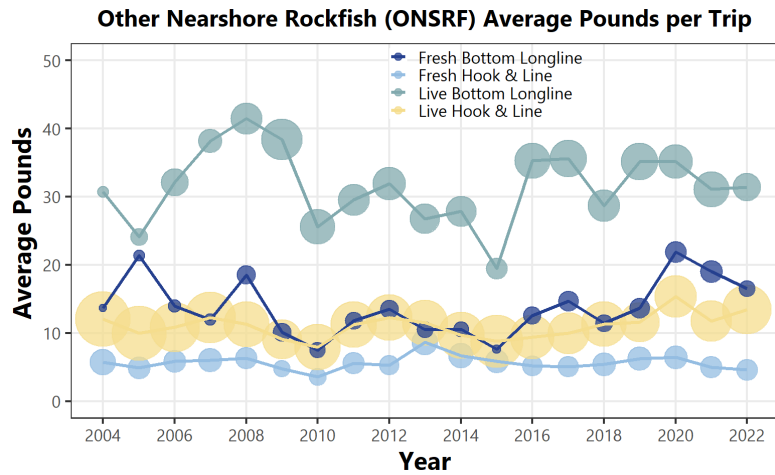 Other Nearshore Rockfish (ONSRF) Average Pounds per Trip
Fresh Bottom Longline
Fresh Hook & Line
Live Bottom Longline
Live Hook & Line
50
40
30
20
10
0
Average Pounds
2004 2006 2008 2010 2012 2014 2016 2018 2020 2022
Year